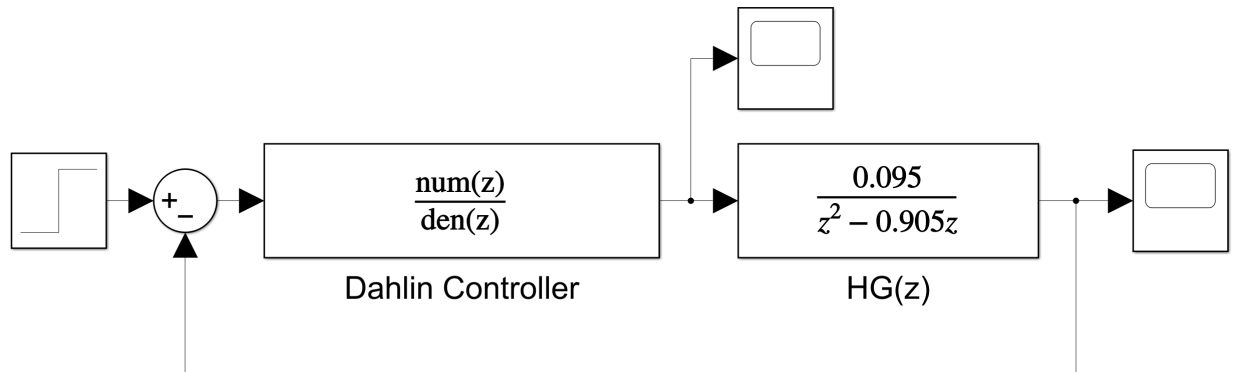 +
−
num(z)
den(z)
Dahlin Controller
0.095
z² − 0.905z
HG(z)